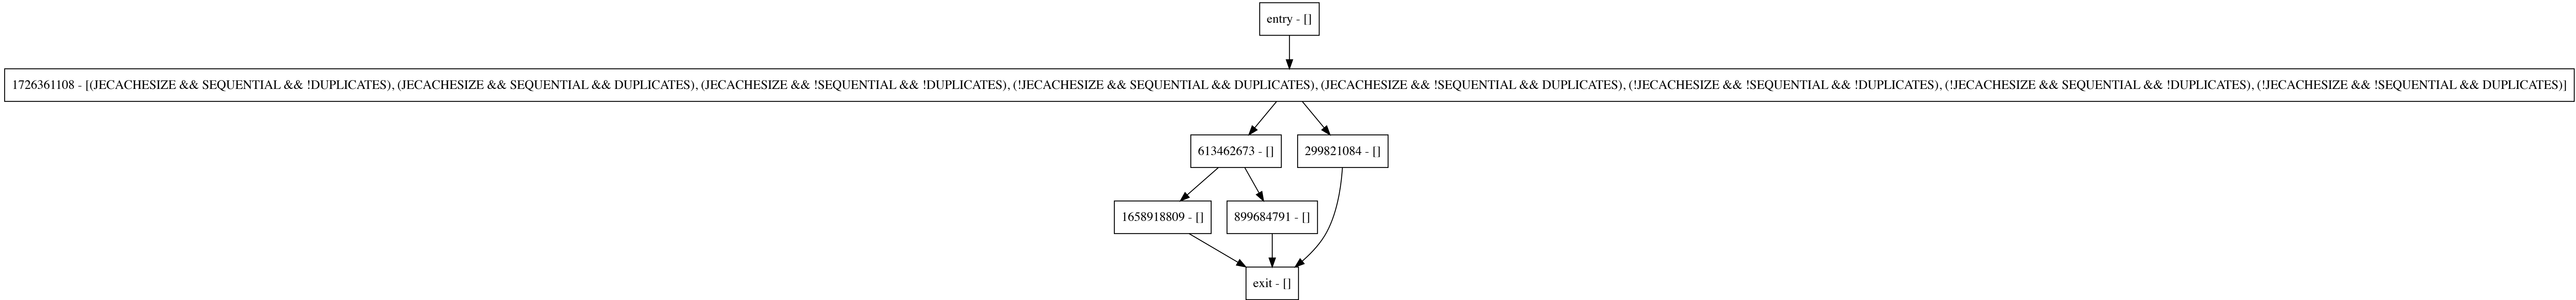 entry - []
1726361108 - [(JECACHESIZE && SEQUENTIAL && !DUPLICATES), (JECACHESIZE && SEQUENTIAL && DUPLICATES), (JECACHESIZE && !SEQUENTIAL && !DUPLICATES), (!JECACHESIZE && SEQUENTIAL && DUPLICATES), (JECACHESIZE && !SEQUENTIAL && DUPLICATES), (!JECACHESIZE && !SEQUENTIAL && !DUPLICATES), (!JECACHESIZE && SEQUENTIAL && !DUPLICATES), (!JECACHESIZE && !SEQUENTIAL && DUPLICATES)]
613462673 - []
299821084 - []
1658918809 - []
899684791 - []
exit - []